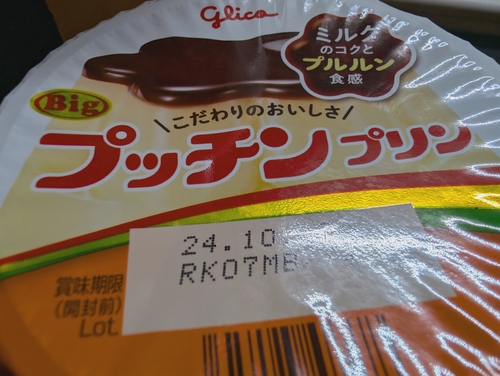 Glico
ミルク
のコクと
プルルン
食感
Big
\こだわりのおいしさ/
プッチンプリン
24.10
RK07M
賞味期限
(開封前)
Lot.